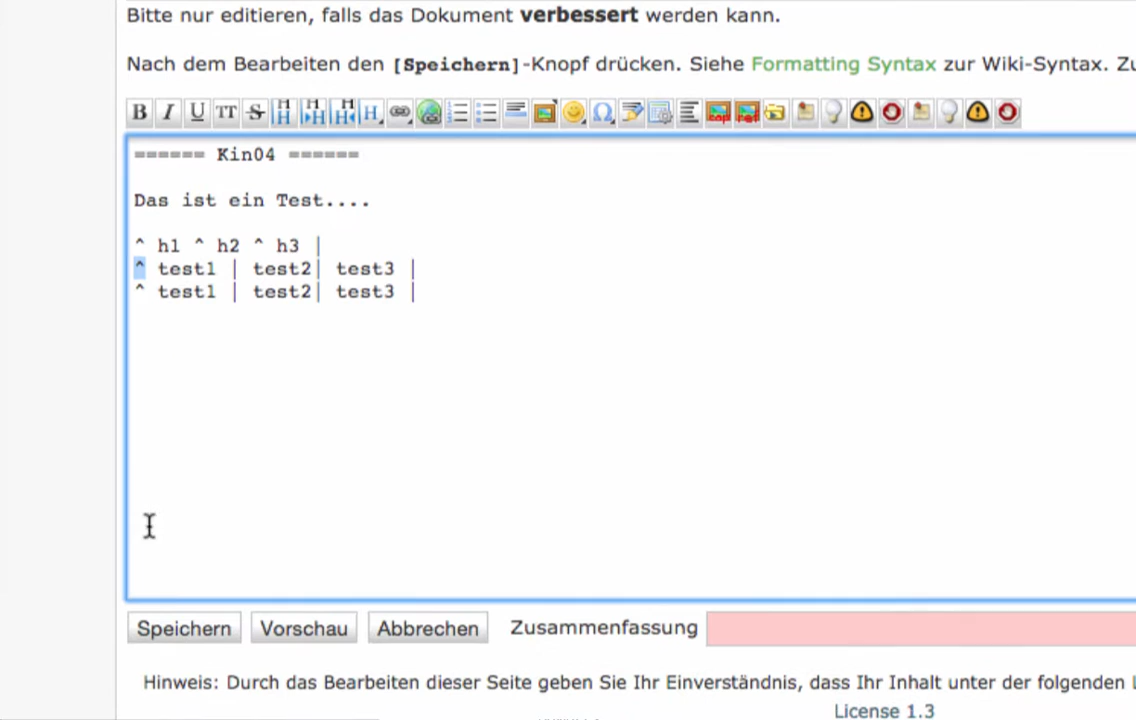 Bitte nur editieren, falls das Dokument verbessert werden kann.
Nach dem Bearbeiten den [Speichern]-Knopf drücken. Siehe Formatting Syntax zur Wiki-Syntax.
B I U TT S H H H H H H H
====== Kin04 ======
Das ist ein Test....
^ h1 ^ h2 ^ h3 |
^ test1 | test2| test3 |
^ test1 | test2| test3 |
Speichern Vorschau Abbrechen Zusammenfassung
Hinweis: Durch das Bearbeiten dieser Seite geben Sie Ihr Einverständnis, dass Ihr Inhalt unter der folgenden
License 1.3